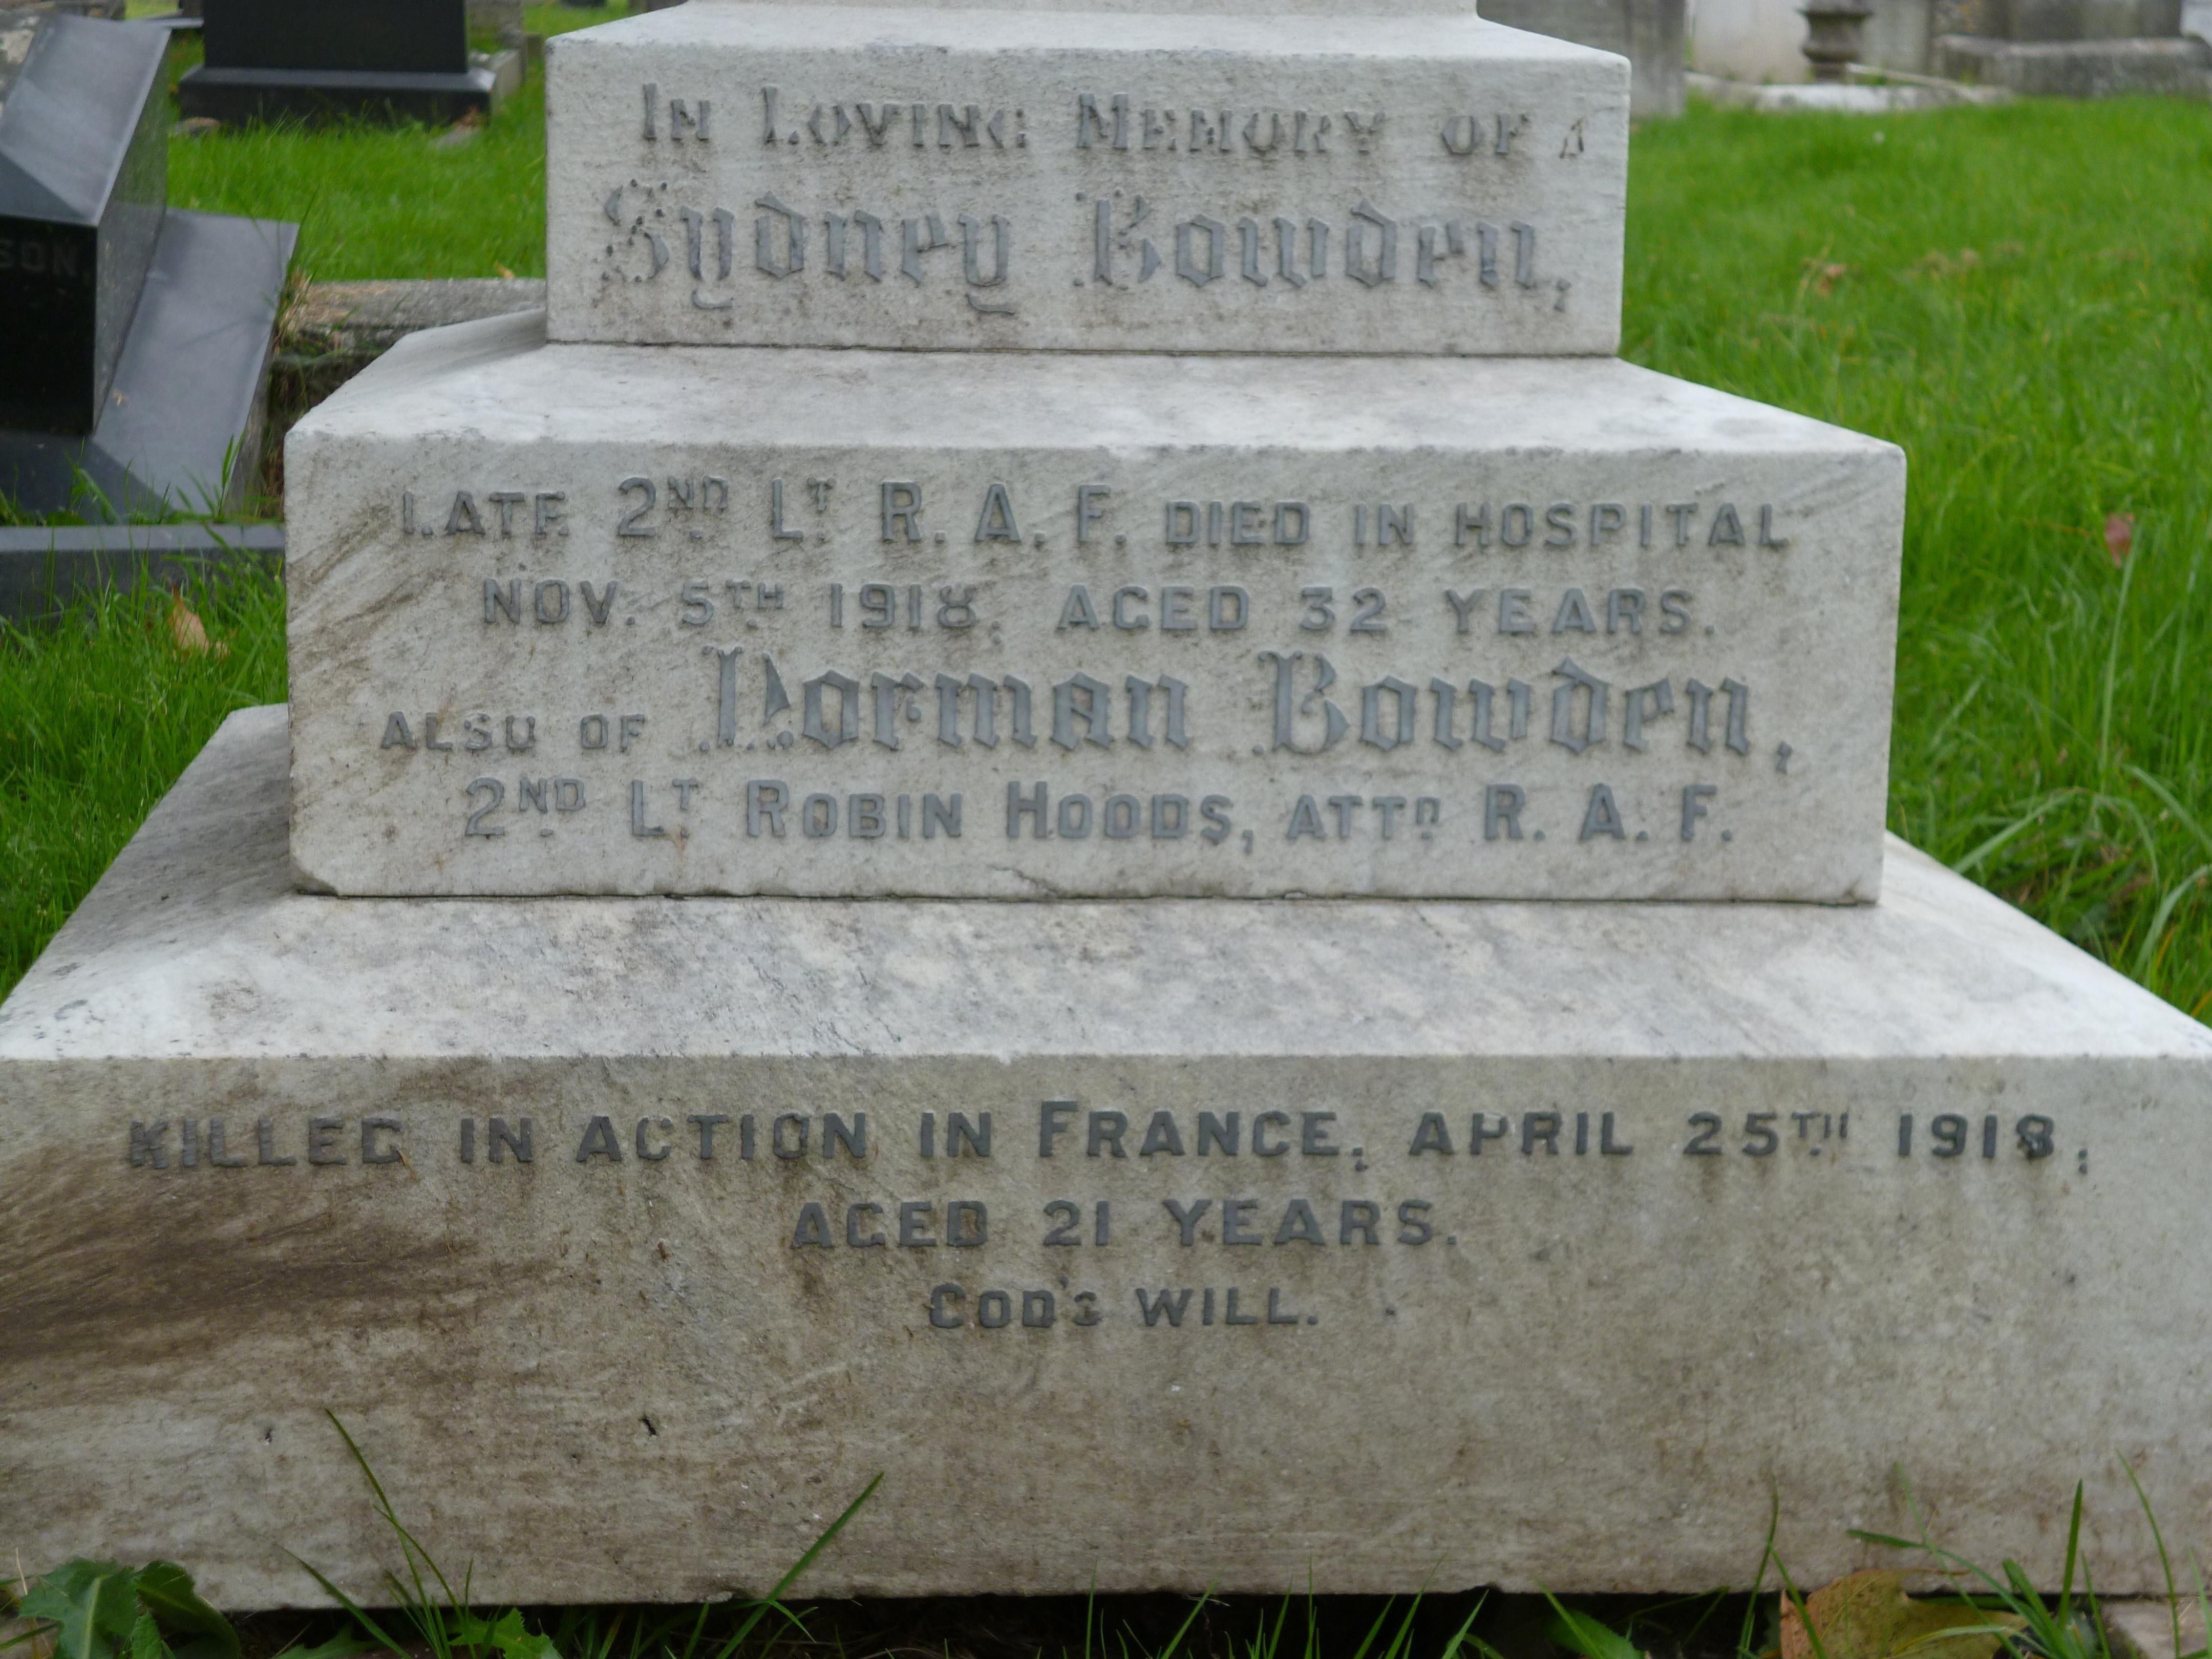 IN LOVING MEMORY OF
Sydney Bowden,
LATE 2ND LT R. A. F. DIED IN HOSPITAL
NOV. 5TH 1918. AGED 32 YEARS.
ALSO OF Norman Bowden,
2ND LT ROBIN HOODS, ATTD R. A. F.
KILLED IN ACTION IN FRANCE, APRIL 25TH 1918,
AGED 21 YEARS.
GOD'S WILL.